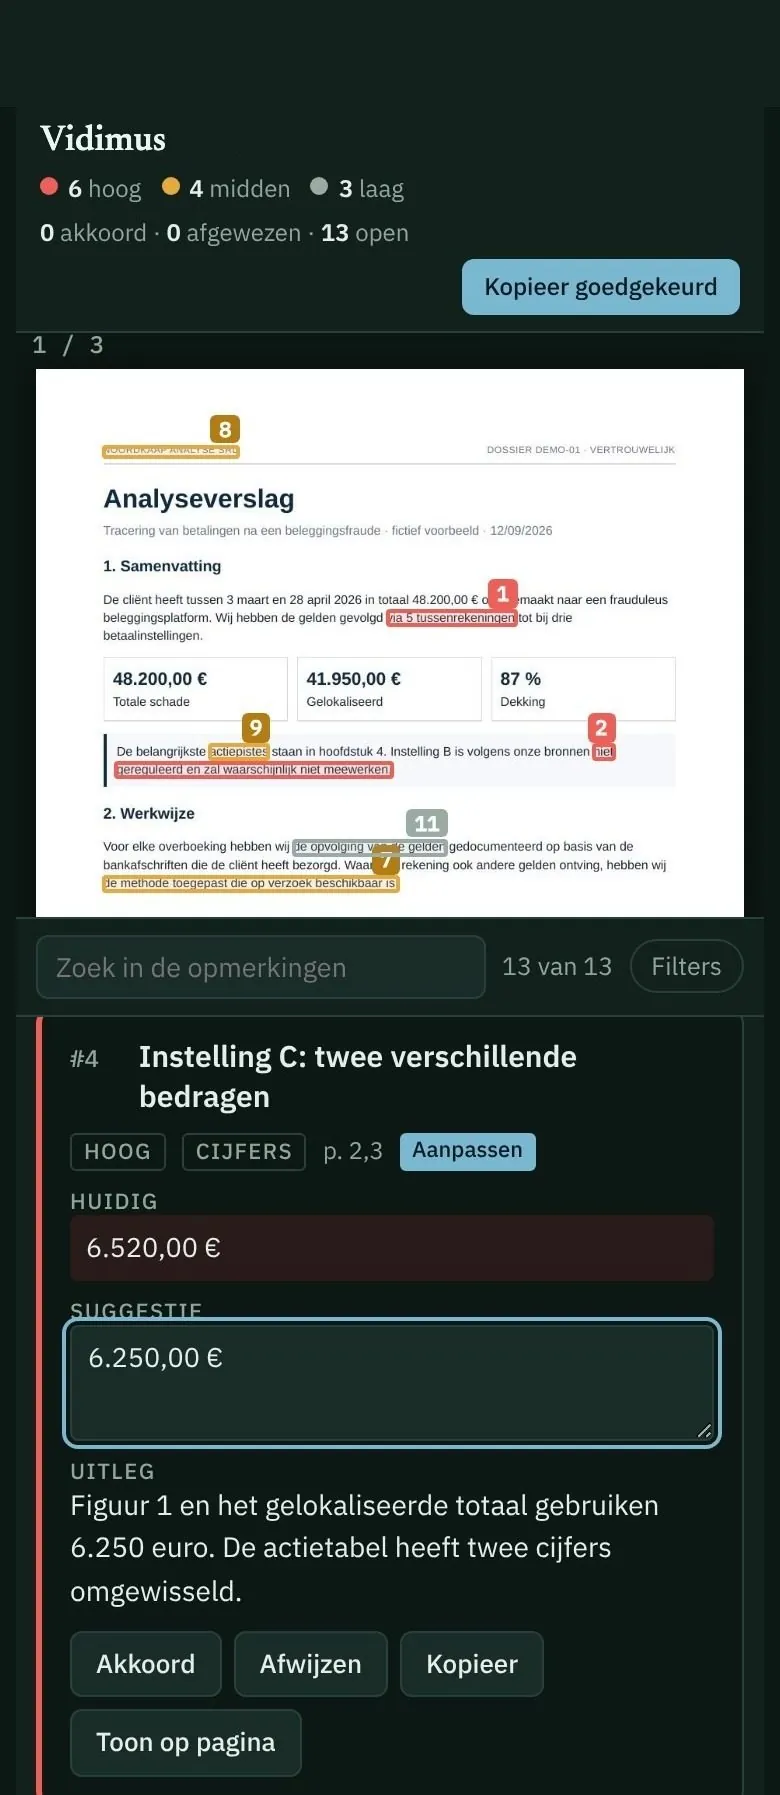 Vidimus
6 hoog 4 midden 3 laag
0 akkoord · 0 afgewezen · 13 open
Kopieer goedgekeurd
1 / 3
8
DOSSIER DEMO-01 · VERTROUWELIJK
Analyseverslag
Tracering van betalingen na een beleggingsfraude · fictief voorbeeld · 12/09/2026
1. Samenvatting
1
De cliënt heeft tussen 3 maart en 28 april 2026 in totaal 48.200,00 € naar een frauduleus
beleggingsplatform. Wij hebben de gelden gevolgd via 5 tussenrekeningen tot bij drie
betaalinstellingen.
48.200,00 € 41.950,00 € 87 %
Totale schade Gelokaliseerd Dekking
9 2
De belangrijkste actiepistes staan in hoofdstuk 4. Instelling B is volgens onze bronnen niet
gereguleerd en zal waarschijnlijk niet meewerken.
2. Werkwijze
11
Voor elke overboeking hebben wij de opvolging gelden gedocumenteerd op basis van de
7
bankafschriften die de cliënt heeft bezorgd. rekening ook andere gelden ontving, hebben wij
de methode toegepast die op verzoek beschikbaar is.
Zoek in de opmerkingen 13 van 13 Filters
#4 Instelling C: twee verschillende
bedragen
HOOG CIJFERS p. 2,3 Aanpassen
HUIDIG
6.520,00 €
SUGGESTIE
6.250,00 €
UITLEG
Figuur 1 en het gelokaliseerde totaal gebruiken
6.250 euro. De actietabel heeft twee cijfers
omgewisseld.
Akkoord Afwijzen Kopieer
Toon op pagina